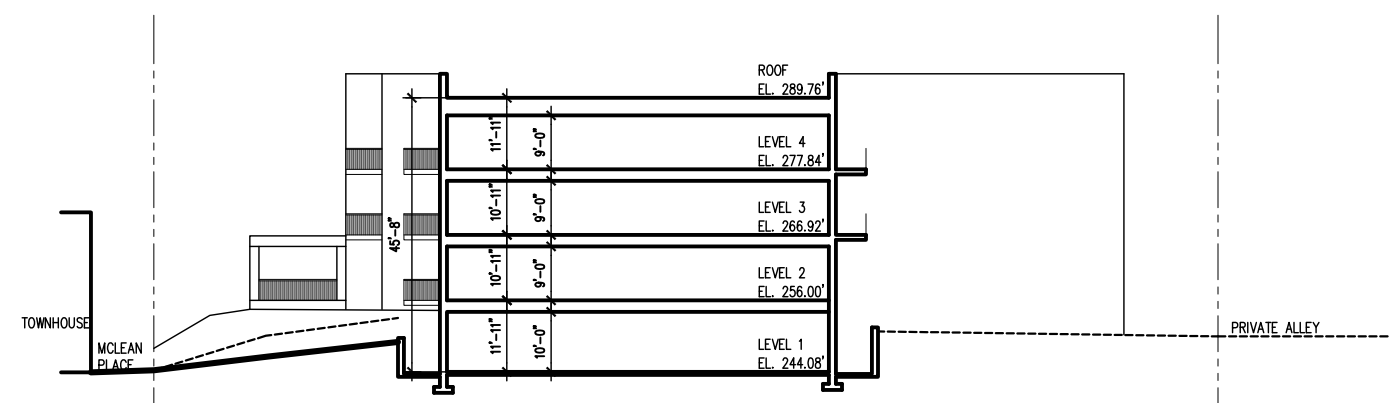 ROOF
EL. 289.76'
11'-11"
9'-0"
LEVEL 4
EL. 277.84'
10'-11"
9'-0"
LEVEL 3
EL. 266.92'
45'-8"
10'-11"
9'-0"
LEVEL 2
EL. 256.00'
TOWNHOUSE
PRIVATE ALLEY
MCLEAN
PLACE
11'-11"
10'-0"
LEVEL 1
EL. 244.08'